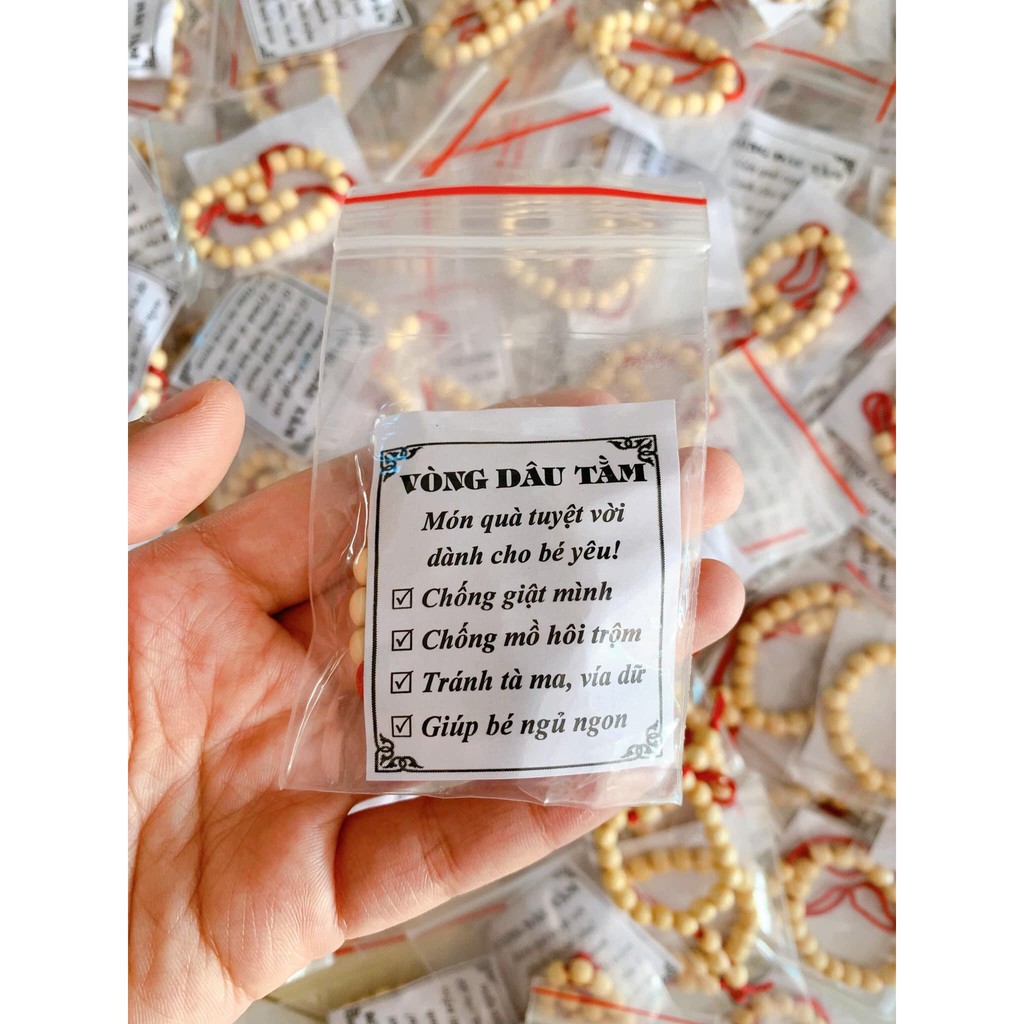 VÒNG DÂU TẰM
Món quà tuyệt vời
dành cho bé yêu!
☑ Chống giật mình
☑ Chống mồ hôi trộm
☑ Tránh tà ma, vía dữ
☑ Giúp bé ngủ ngon